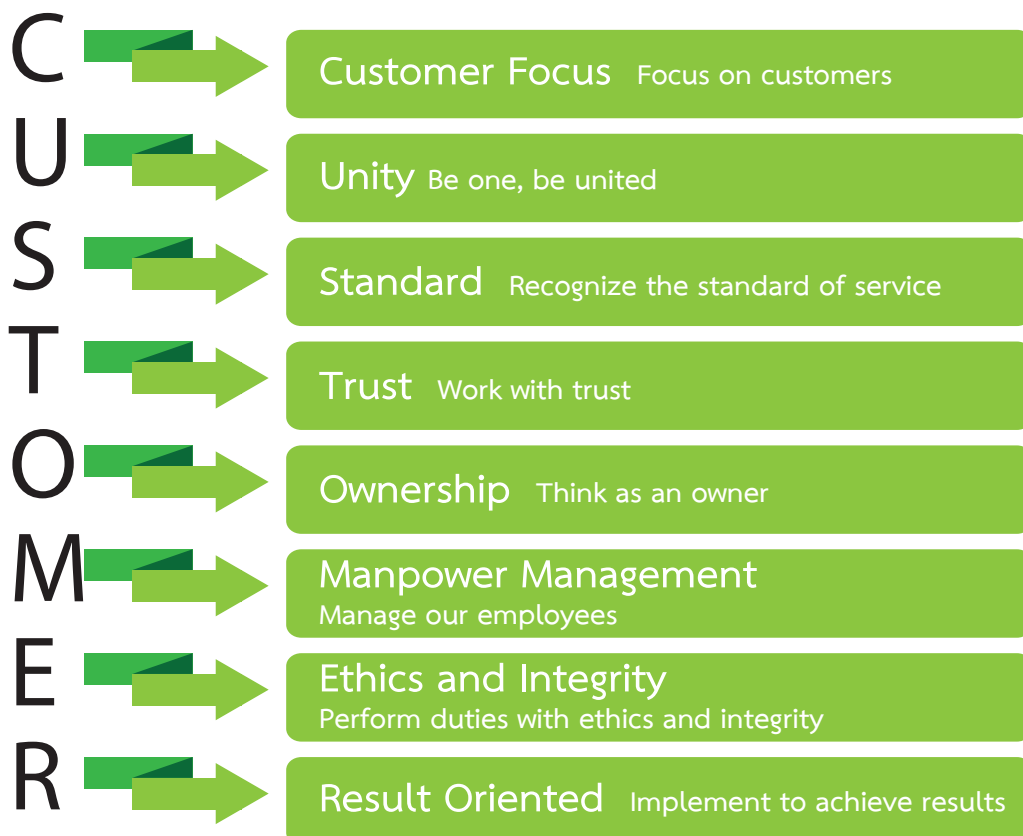 C
Customer Focus Focus on customers
U
Unity Be one, be united
S
Standard Recognize the standard of service
T
Trust Work with trust
O
Ownership Think as an owner
M
Manpower Management
Manage our employees
E
Ethics and Integrity
Perform duties with ethics and integrity
R
Result Oriented Implement to achieve results